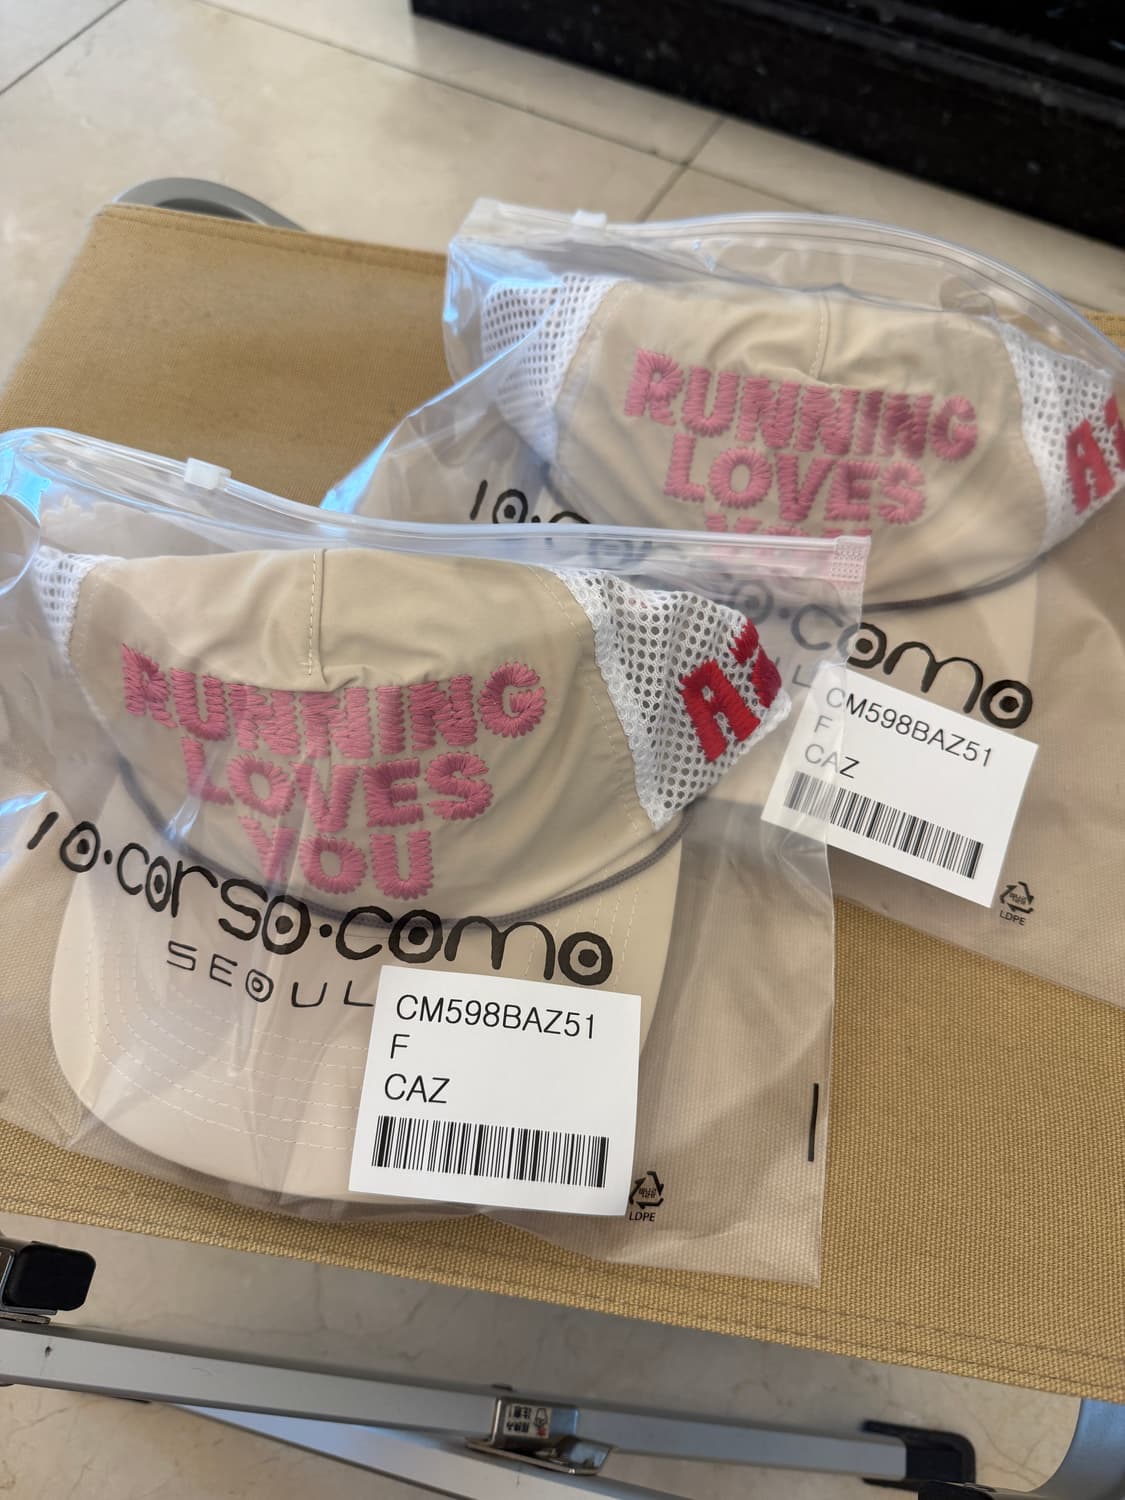 RUNNING
LOVES
10·corso·como
CM598BAZ51
F
CAZ
LDPE
RUNNING
LOVES
YOU
A
10·corso·como
SEOUL
CM598BAZ51
F
CAZ
LDPE